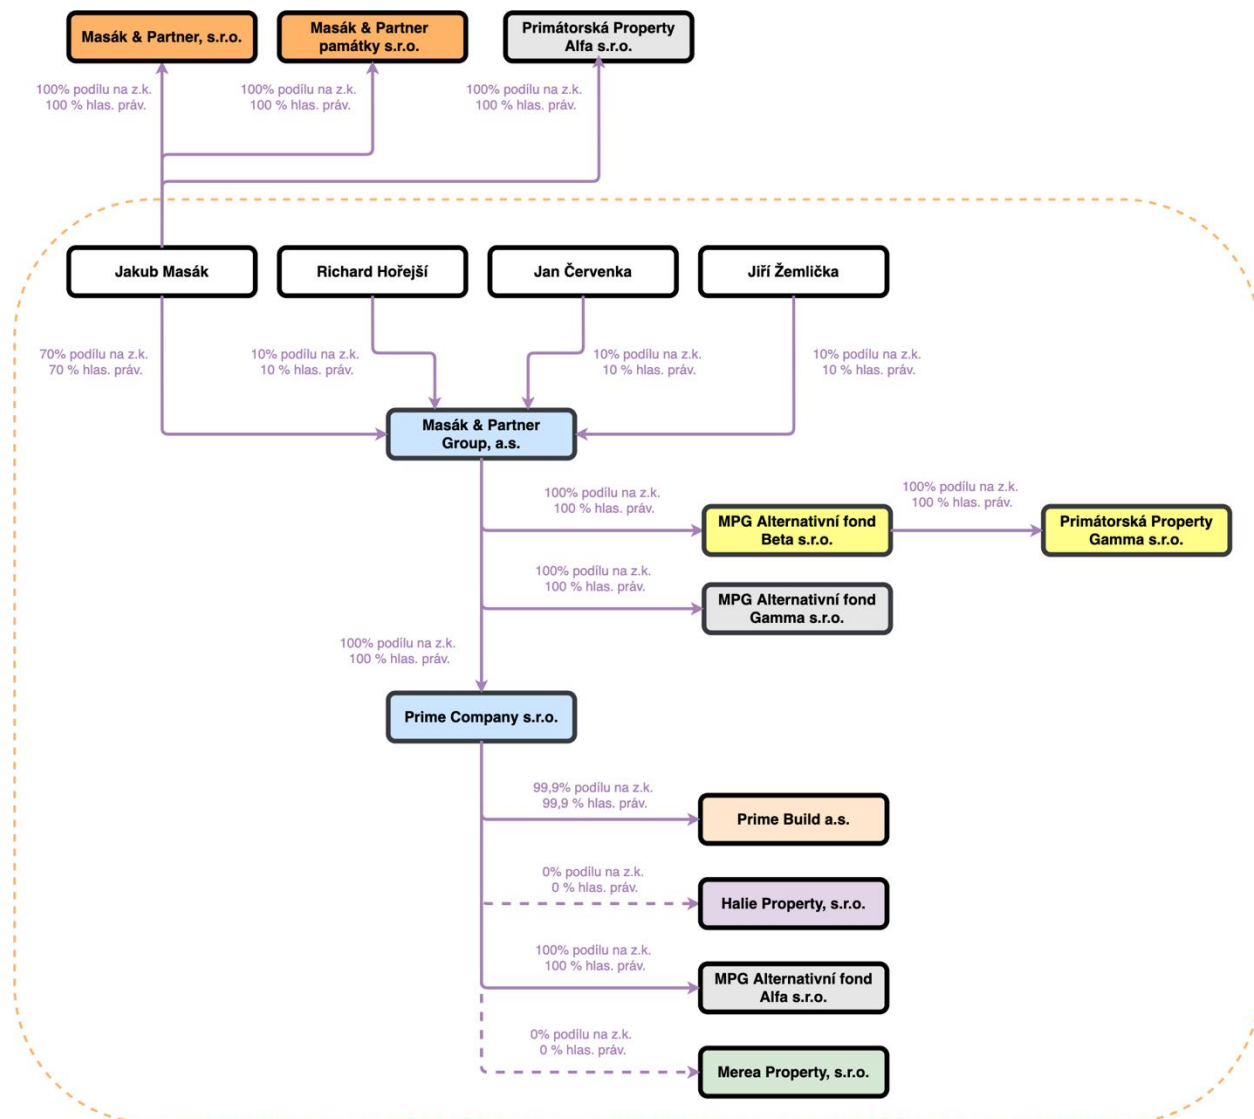 Masák & Partner, s.r.o.
Masák & Partner
památky s.r.o.
Primátorská Property
Alfa s.r.o.
100% podílu na z.k.
100 % hlas. práv.
100% podílu na z.k.
100 % hlas. práv.
100% podílu na z.k.
100 % hlas. práv.
Jakub Masák
Richard Hořejší
Jan Červenka
Jiří Žemlička
70% podílu na z.k.
70 % hlas. práv.
10% podílu na z.k.
10 % hlas. práv.
10% podílu na z.k.
10 % hlas. práv.
10% podílu na z.k.
10 % hlas. práv.
Masák & Partner
Group, a.s.
100% podílu na z.k.
100 % hlas. práv.
100% podílu na z.k.
100 % hlas. práv.
MPG Alternativní fond
Beta s.r.o.
Primátorská Property
Gamma s.r.o.
100% podílu na z.k.
100 % hlas. práv.
MPG Alternativní fond
Gamma s.r.o.
100% podílu na z.k.
100 % hlas. práv.
Prime Company s.r.o.
99,9% podílu na z.k.
99,9 % hlas. práv.
Prime Build a.s.
0% podílu na z.k.
0 % hlas. práv.
Halie Property, s.r.o.
100% podílu na z.k.
100 % hlas. práv.
MPG Alternativní fond
Alfa s.r.o.
0% podílu na z.k.
0 % hlas. práv.
Merea Property, s.r.o.